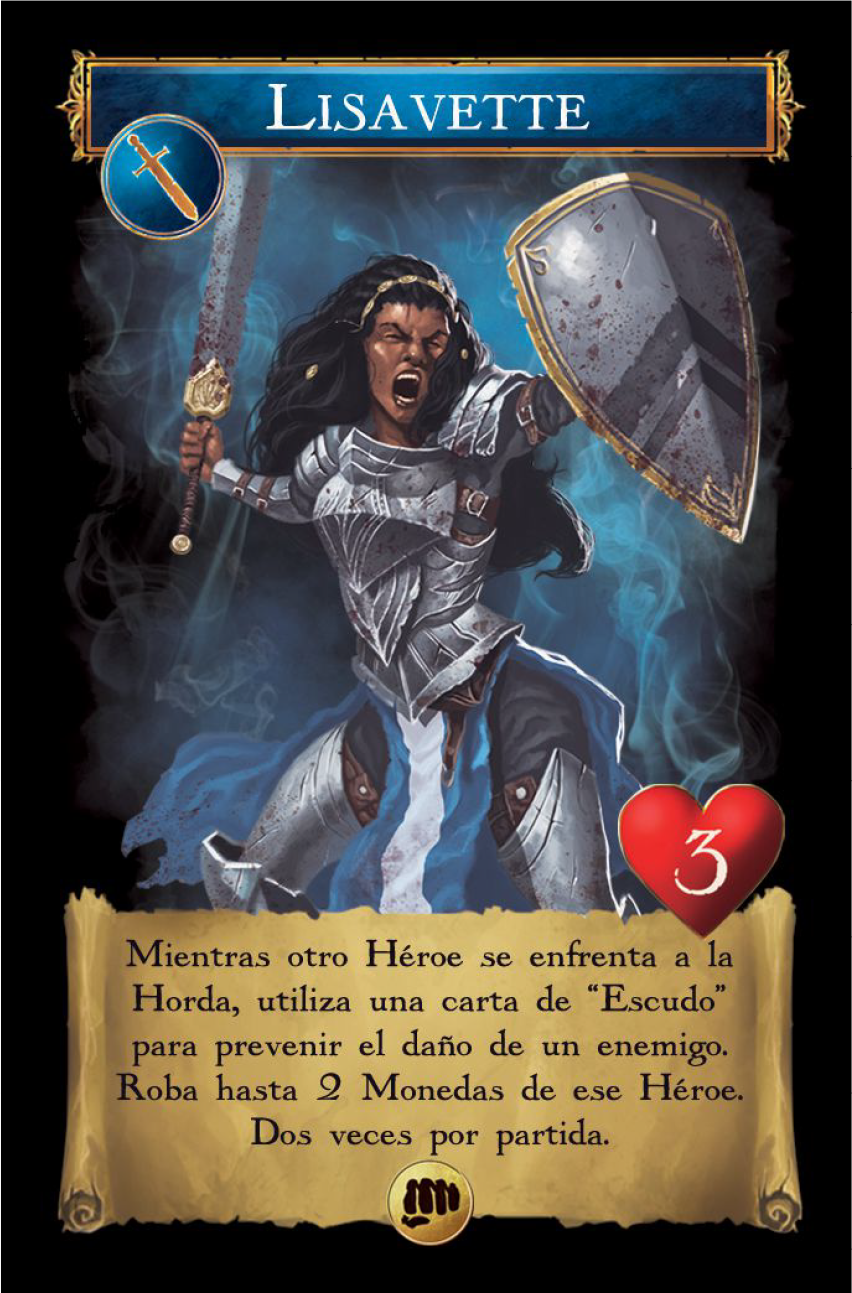 Lisavette
3
Mientras otro Héroe se enfrenta a la
Horda, utiliza una carta de “Escudo”
para prevenir el daño de un enemigo.
Roba hasta 2 Monedas de ese Héroe.
Dos veces por partida.